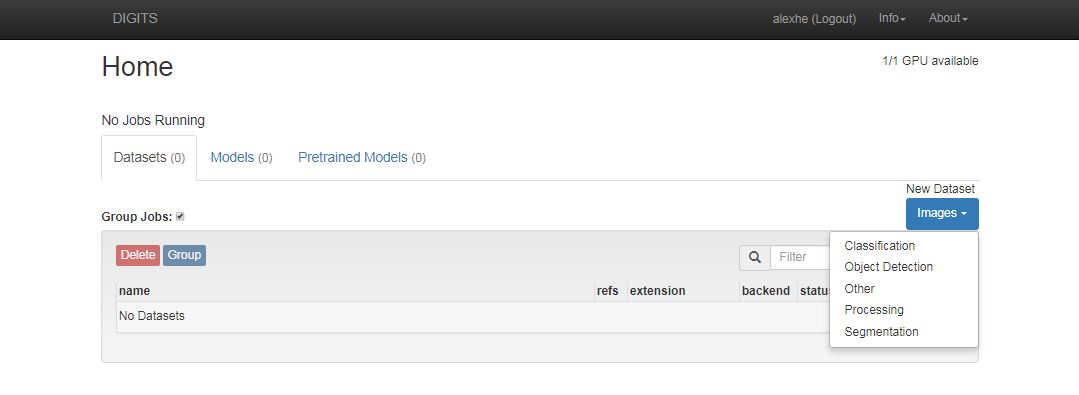 DIGITS alexhe (Logout) Info About
Home 1/1 GPU available
No Jobs Running
Datasets (0) Models (0) Pretrained Models (0)
New Dataset
Group Jobs: Images
Classification
Delete Group Filter
Object Detection
name refs extension backend
Other
No Datasets
Processing
Segmentation